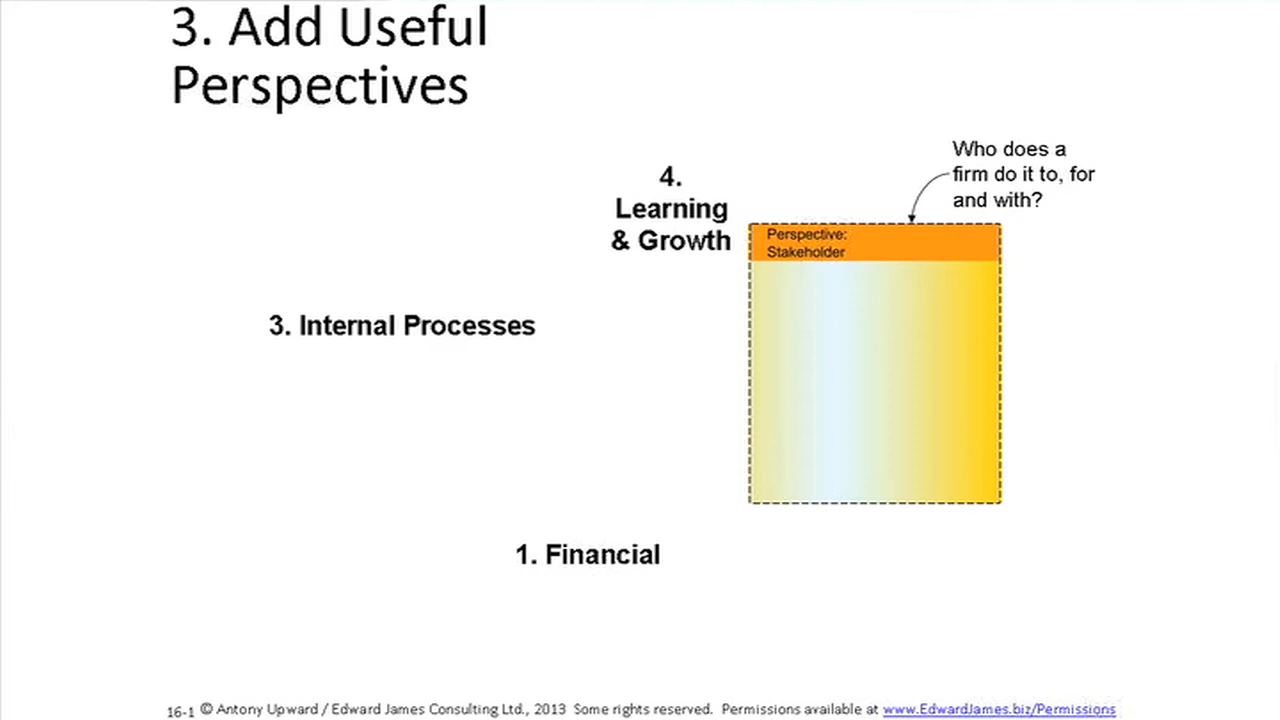 3. Add Useful
Perspectives
Who does a
firm do it to, for
and with?
4.
Learning
& Growth
Perspective:
Stakeholder
3. Internal Processes
1. Financial
16-1 © Antony Upward / Edward James Consulting Ltd., 2013 Some rights reserved. Permissions available at www.EdwardJames.biz/Permissions